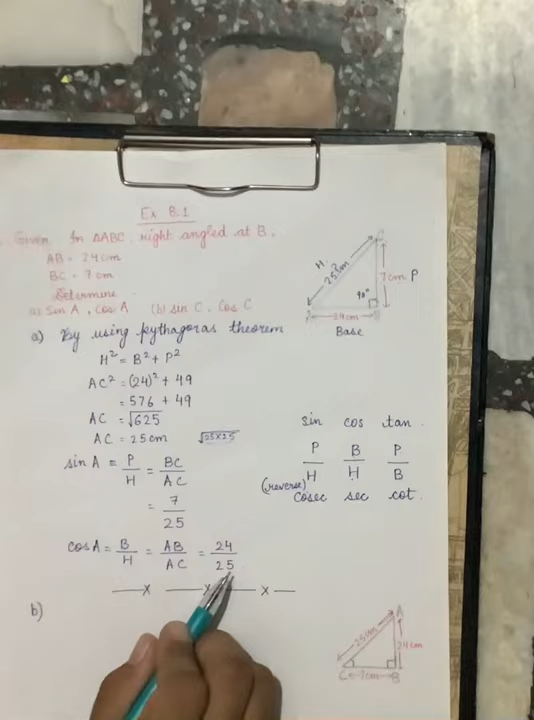 Ex 8.1
Given In ΔABC, right angled at B,
AB = 24cm
BC = 7cm
Determine
a) Sin A, Cos A (b) sin C, Cos C
a) By using pythagoras theorem
H² = B² + P²
AC² = (24)² + 49
= 576 + 49
AC = √625
AC = 25cm √25×25
sin A = P/H = BC/AC
= 7/25
cos A = B/H = AB/AC = 24/25
—x —x —x —
b)
H
25cm
7cm P
90°
24cm
B
Base
sin cos tan
P/H B/H P/B
(reverse)
cosec sec cot
A
25cm
24cm
C 7cm B